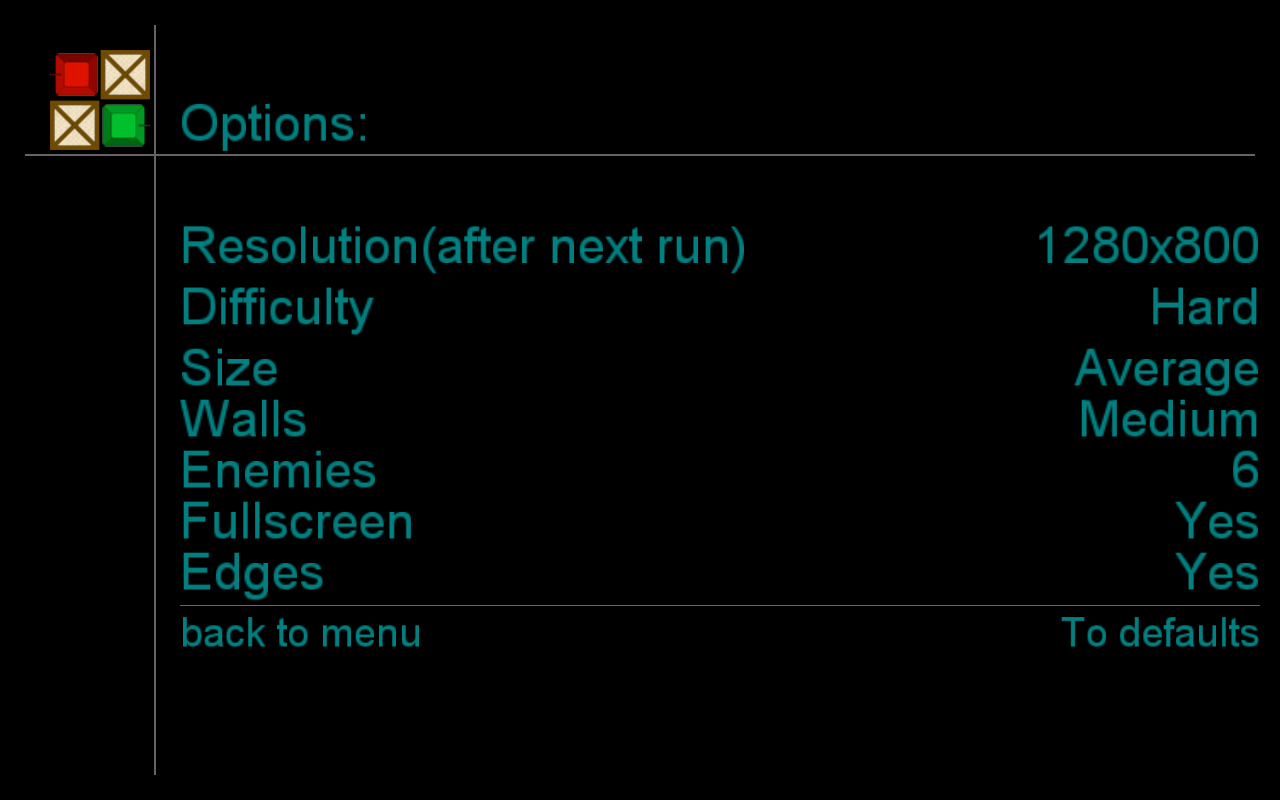 Options:
Resolution(after next run) 1280x800
Difficulty Hard
Size Average
Walls Medium
Enemies 6
Fullscreen Yes
Edges Yes
back to menu To defaults